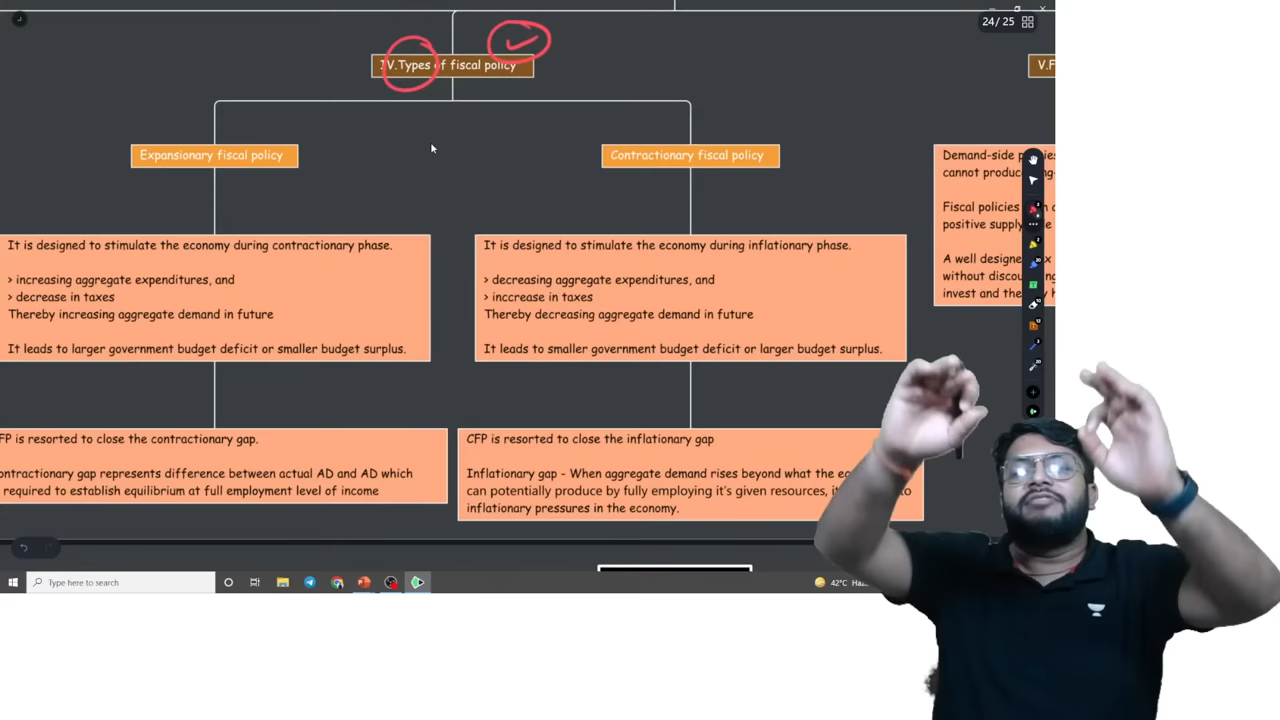 24/25
IV.Types of fiscal policy
V.F
Expansionary fiscal policy
Contractionary fiscal policy
It is designed to stimulate the economy during contractionary phase.
> increasing aggregate expenditures, and
> decrease in taxes
Thereby increasing aggregate demand in future
It leads to larger government budget deficit or smaller budget surplus.
It is designed to stimulate the economy during inflationary phase.
> decreasing aggregate expenditures, and
> inccrease in taxes
Thereby decreasing aggregate demand in future
It leads to smaller government budget deficit or larger budget surplus.
Demand-side
cannot produc
Fiscal policies
positive supply
A well designe
without discou
invest and the
FP is resorted to close the contractionary gap.
ontractionary gap represents difference between actual AD and AD which
required to establish equilibrium at full employment level of income
CFP is resorted to close the inflationary gap
Inflationary gap - When aggregate demand rises beyond what the
can potentially produce by fully employing it's given resources,
inflationary pressures in the economy.
Type here to search
42°C Ha